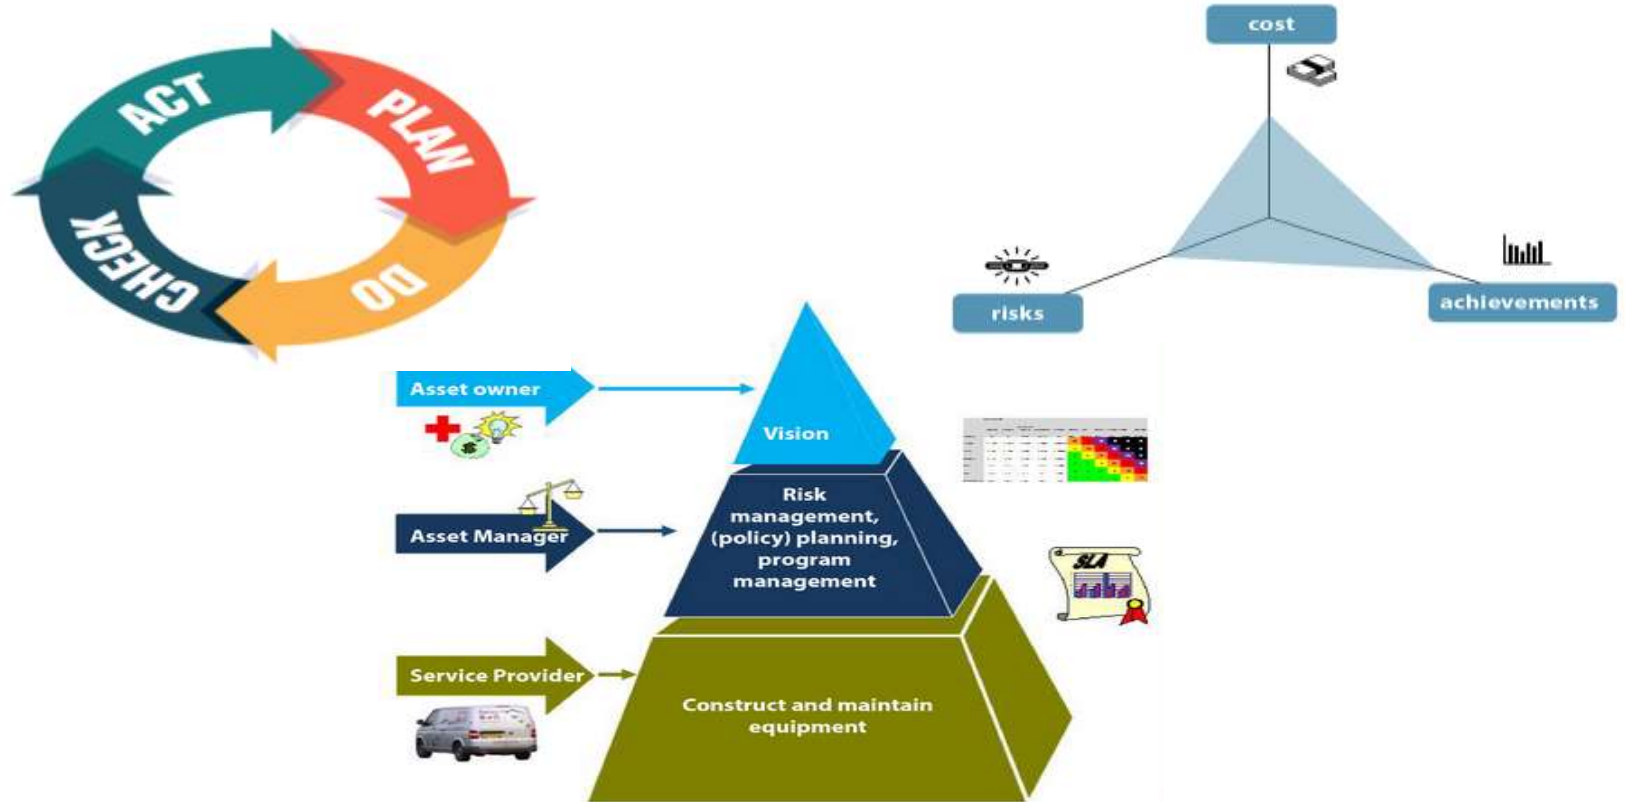 ACT
PLAN
CHECK
DO
cost
risks
achievements
Asset owner
Vision
Asset Manager
Risk
management,
(policy) planning,
program
management
SLA
Service Provider
Construct and maintain
equipment